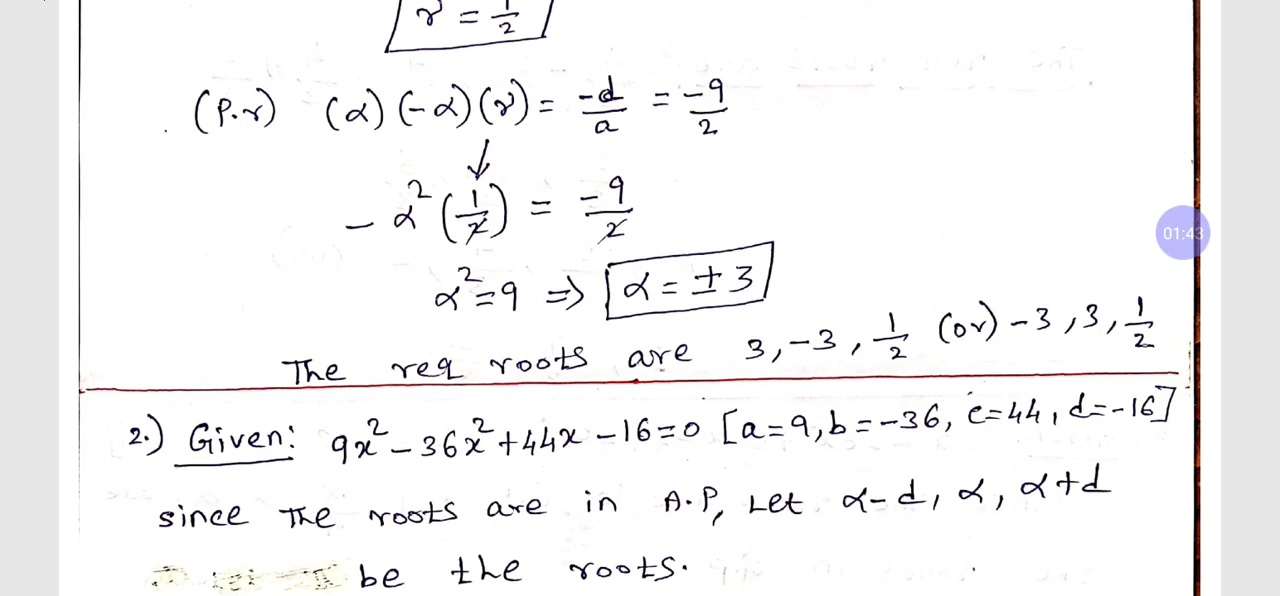 γ = 1/2
(P.r) (α) (-α) (γ) = -d/a = -9/2
- α² (1/2) = -9/2
α² = 9 ⇒ α = ± 3
The req roots are 3, -3, 1/2 (or) -3, 3, 1/2
2.) Given: 9x² - 36x² + 44x - 16 = 0 [a=9, b=-36, c=44, d=-16]
since The roots are in A.P, Let α-d, α, α+d
be the roots.
01:43